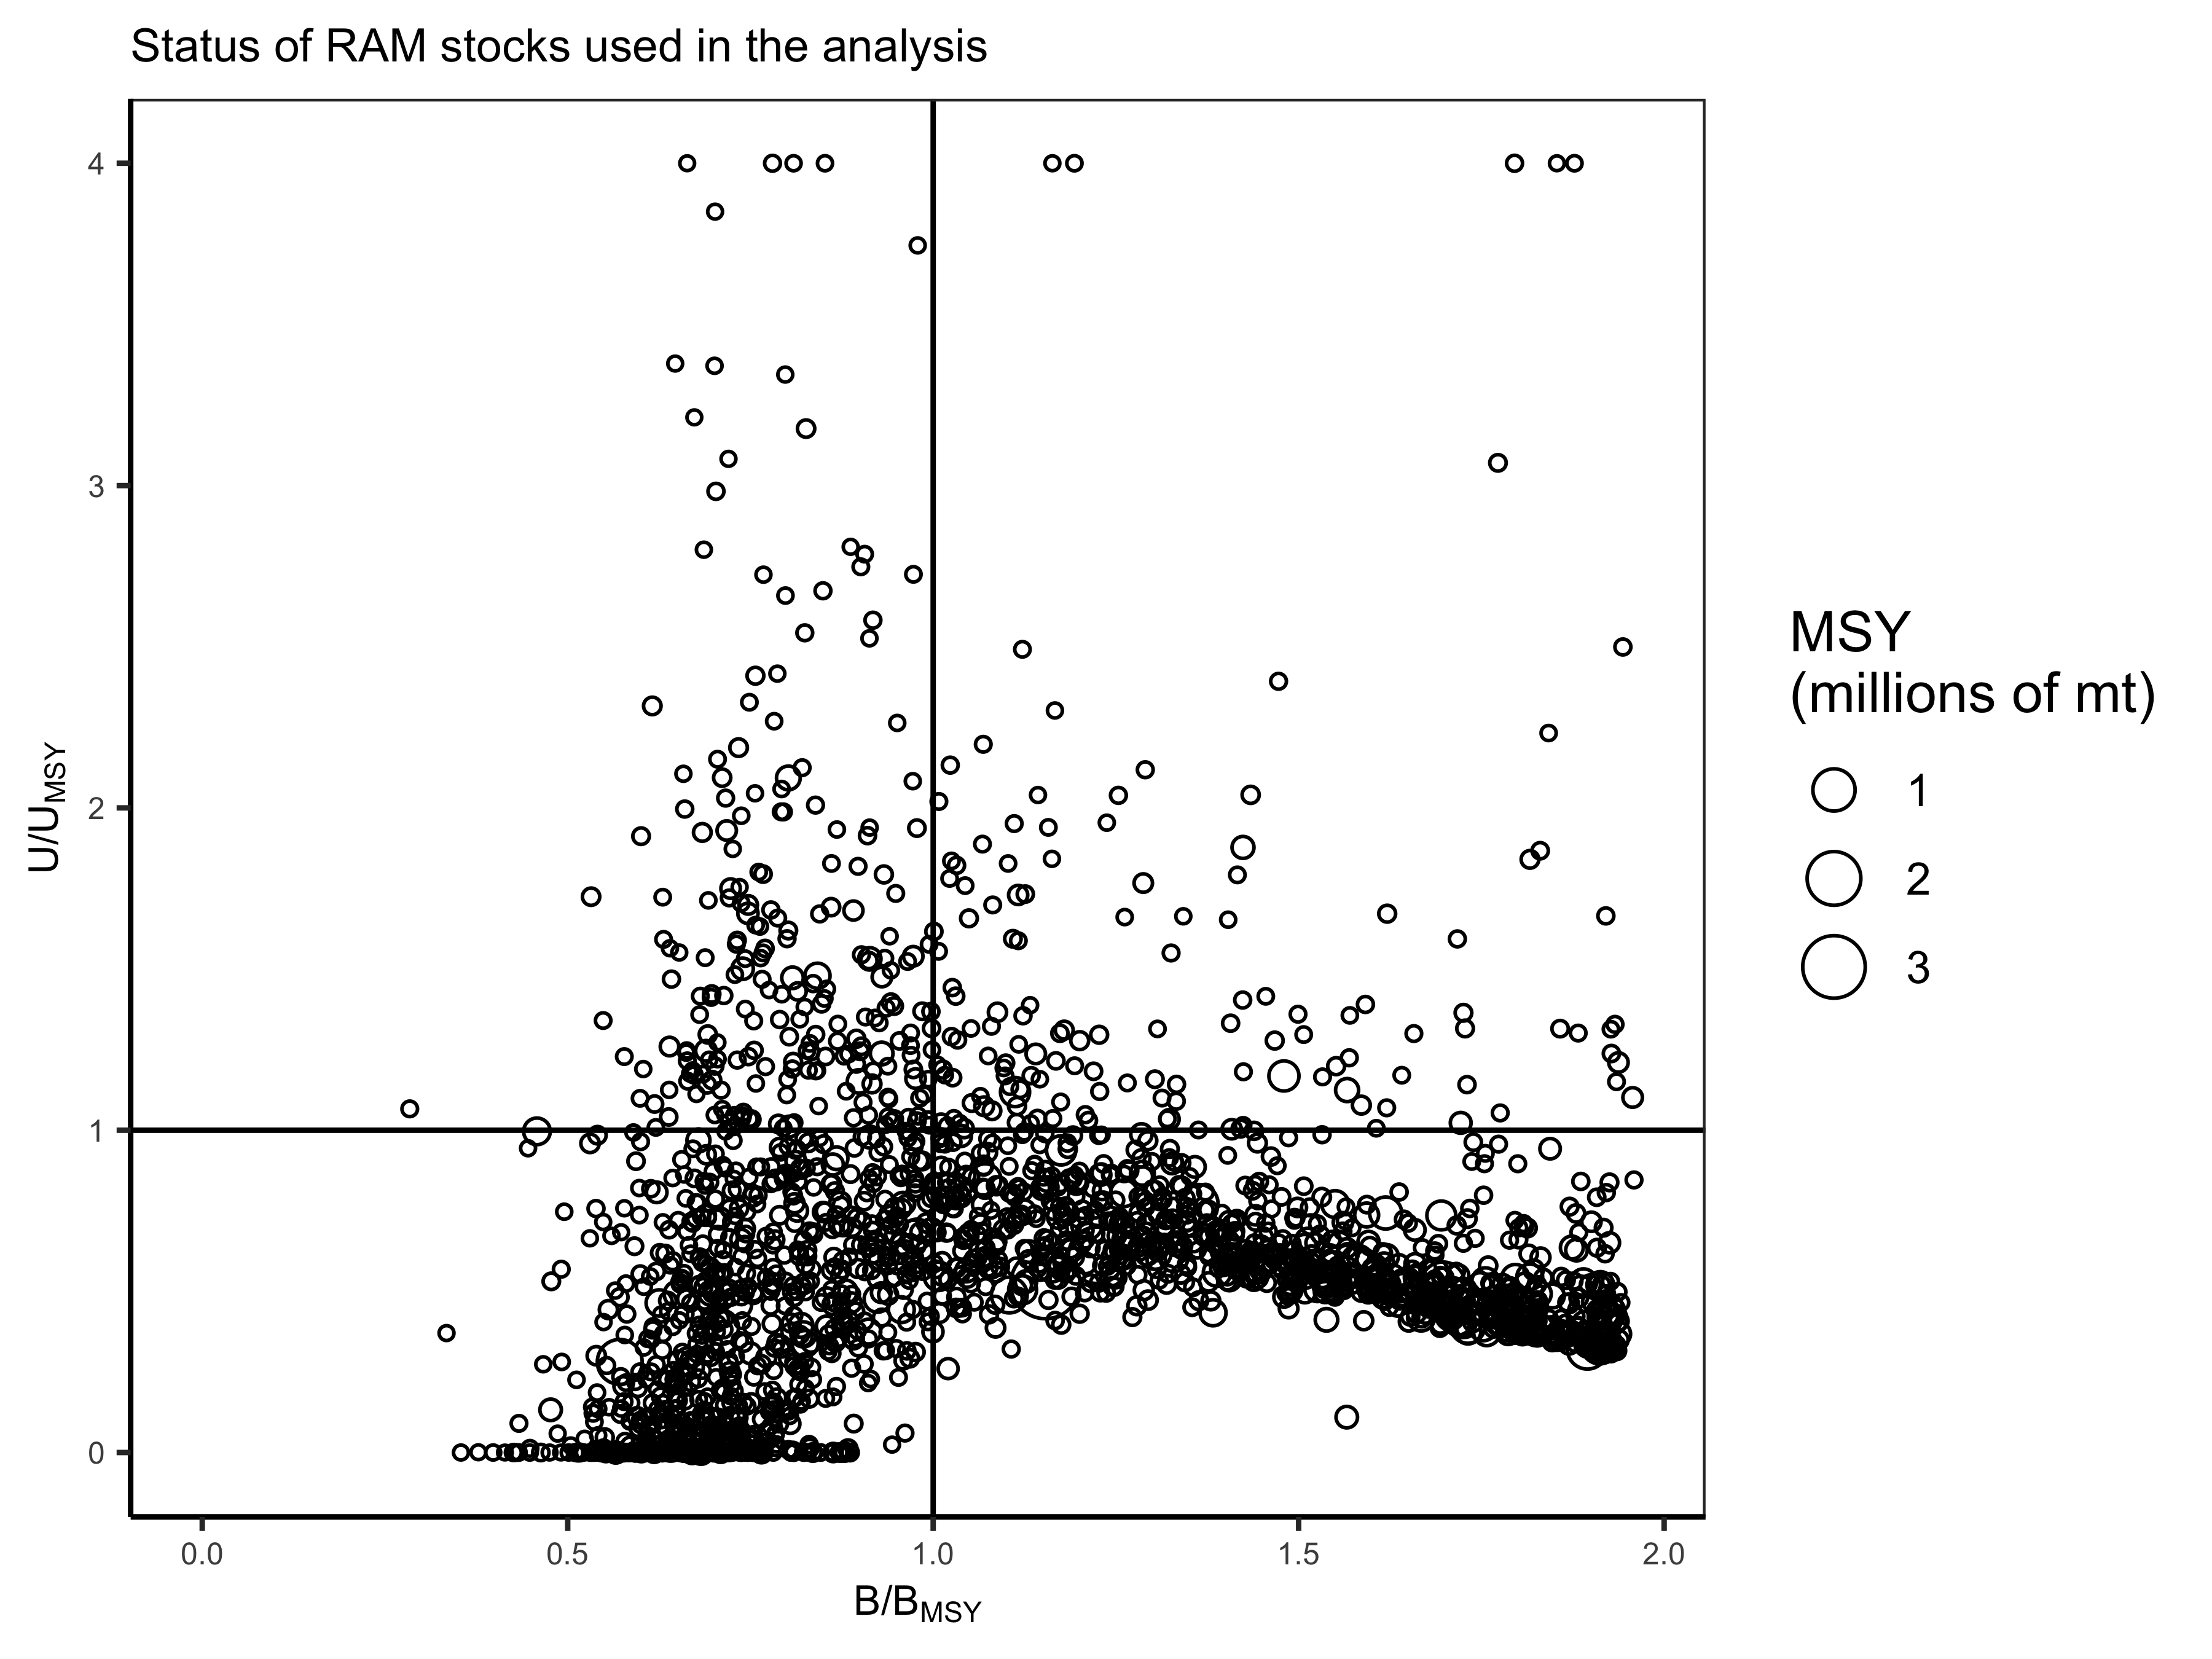 Status of RAM stocks used in the analysis
4
3
2
1
0
U/UMSY
0.0 0.5 1.0 1.5 2.0
B/BMSY
MSY
(millions of mt)
1
2
3